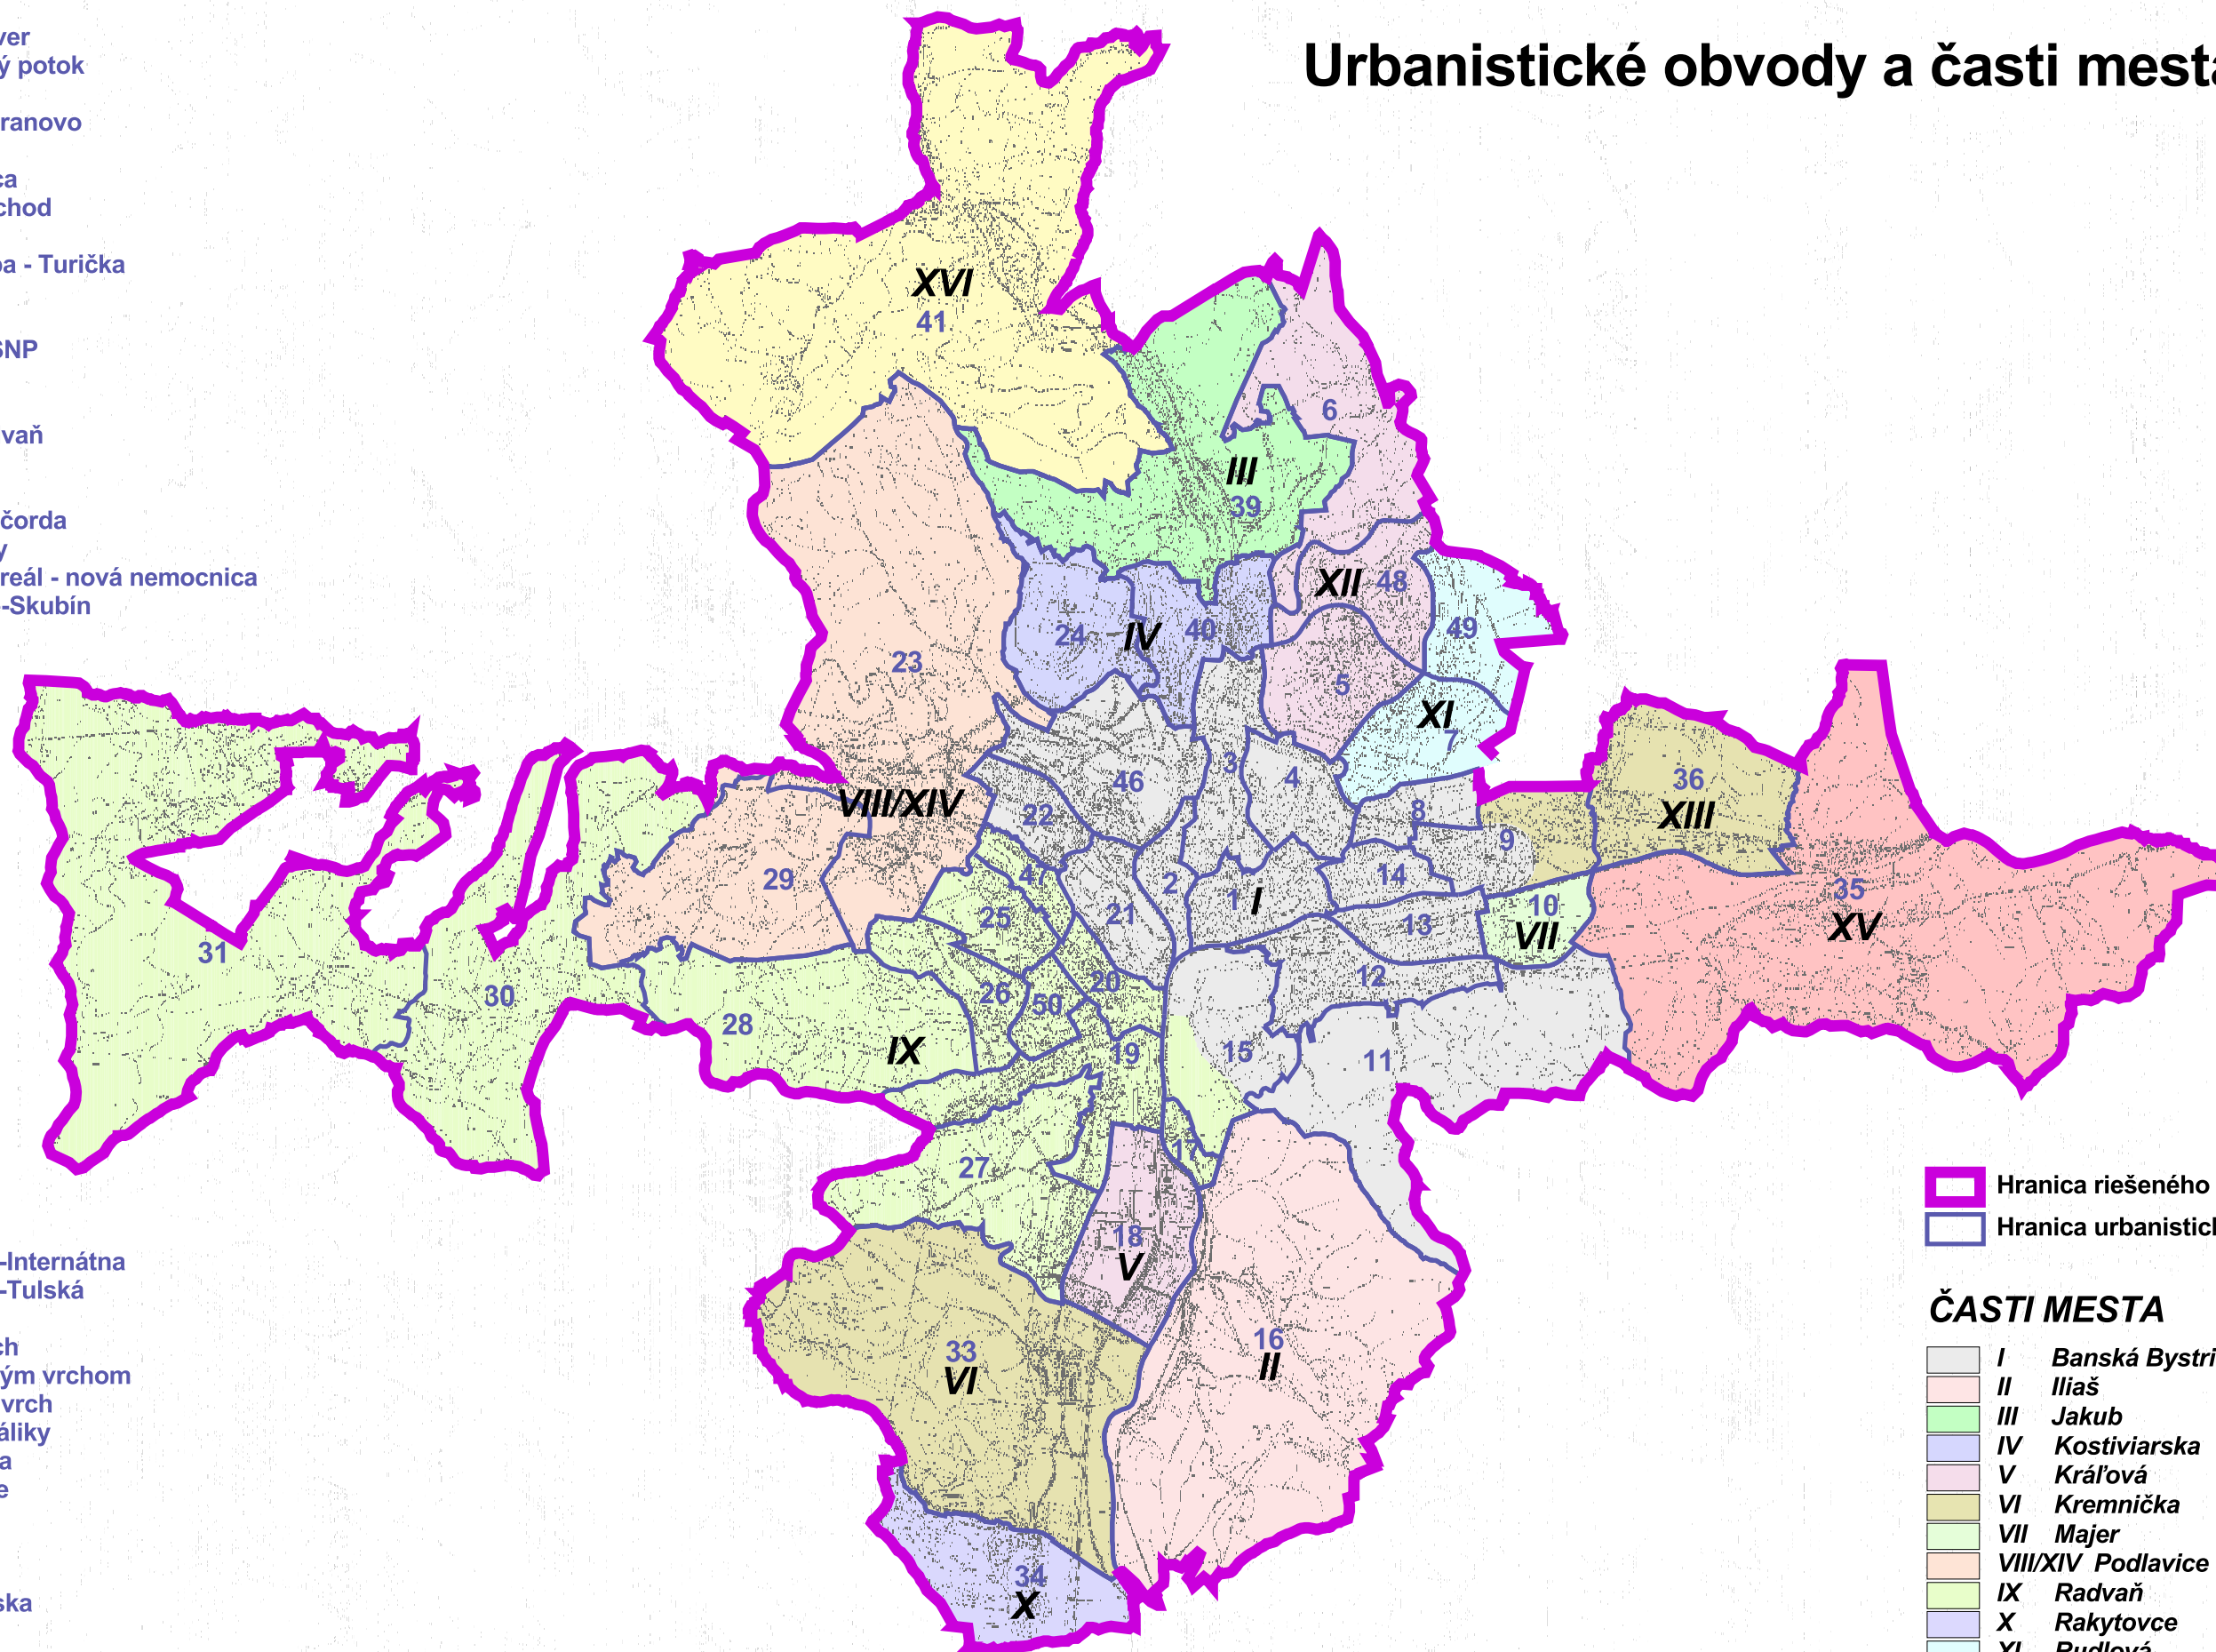 Urbanistické obvody a časti mesta
ver
ý potok
ranovo
ca
chod
pa - Turička
SNP
vaň
čorda
y
reál - nová nemocnica
-Skubín
-Internátna
-Tulská
ch
ým vrchom
vrch
áliky
a
e
ska
XVI
41
6
III
39
XII
48
24
IV
40
49
23
5
XI
7
3
46
4
36
VIII/XIV
22
8
XIII
9
47
2
14
29
35
1
I
10
25
21
13
VII
XV
31
12
20
26
30
50
28
IX
19
15
11
17
27
18
V
16
33
II
VI
34
X
Hranica riešeného
Hranica urbanistick
ČASTI MESTA
I Banská Bystri
II Iliaš
III Jakub
IV Kostiviarska
V Kráľová
VI Kremnička
VII Majer
VIII/XIV Podlavice
IX Radvaň
X Rakytovce
XI Rudlová